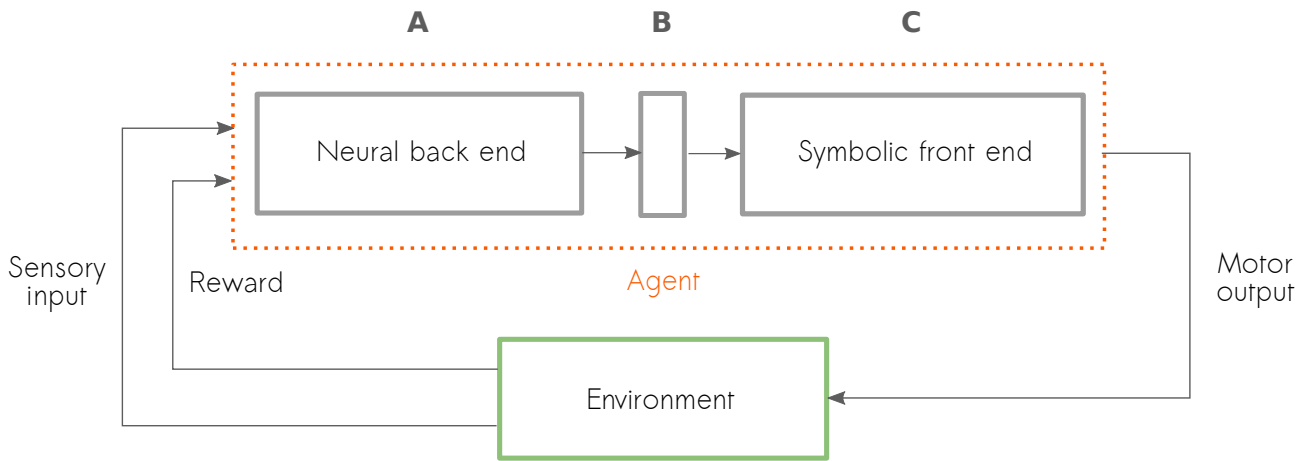 A B C
Neural back end
Symbolic front end
Sensory
input
Reward
Agent
Motor
output
Environment